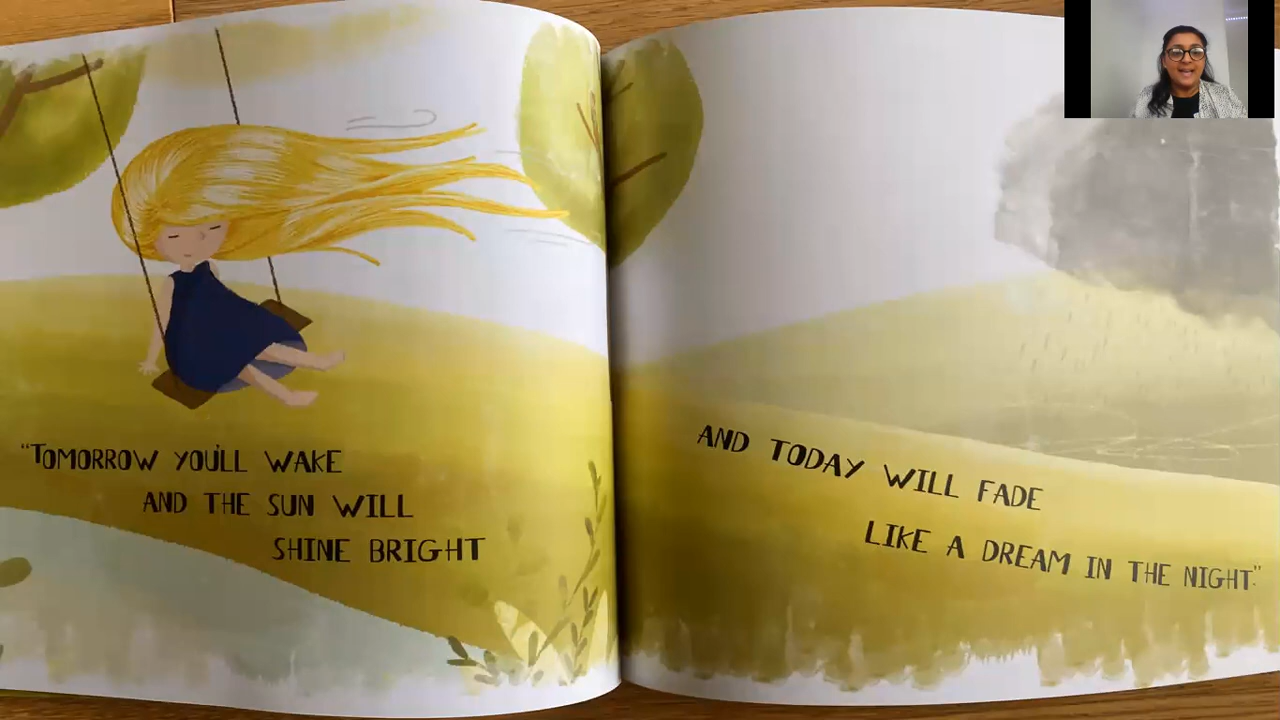 "TOMORROW YOU'LL WAKE
AND THE SUN WILL
SHINE BRIGHT
AND TODAY WILL FADE
LIKE A DREAM IN THE NIGHT."